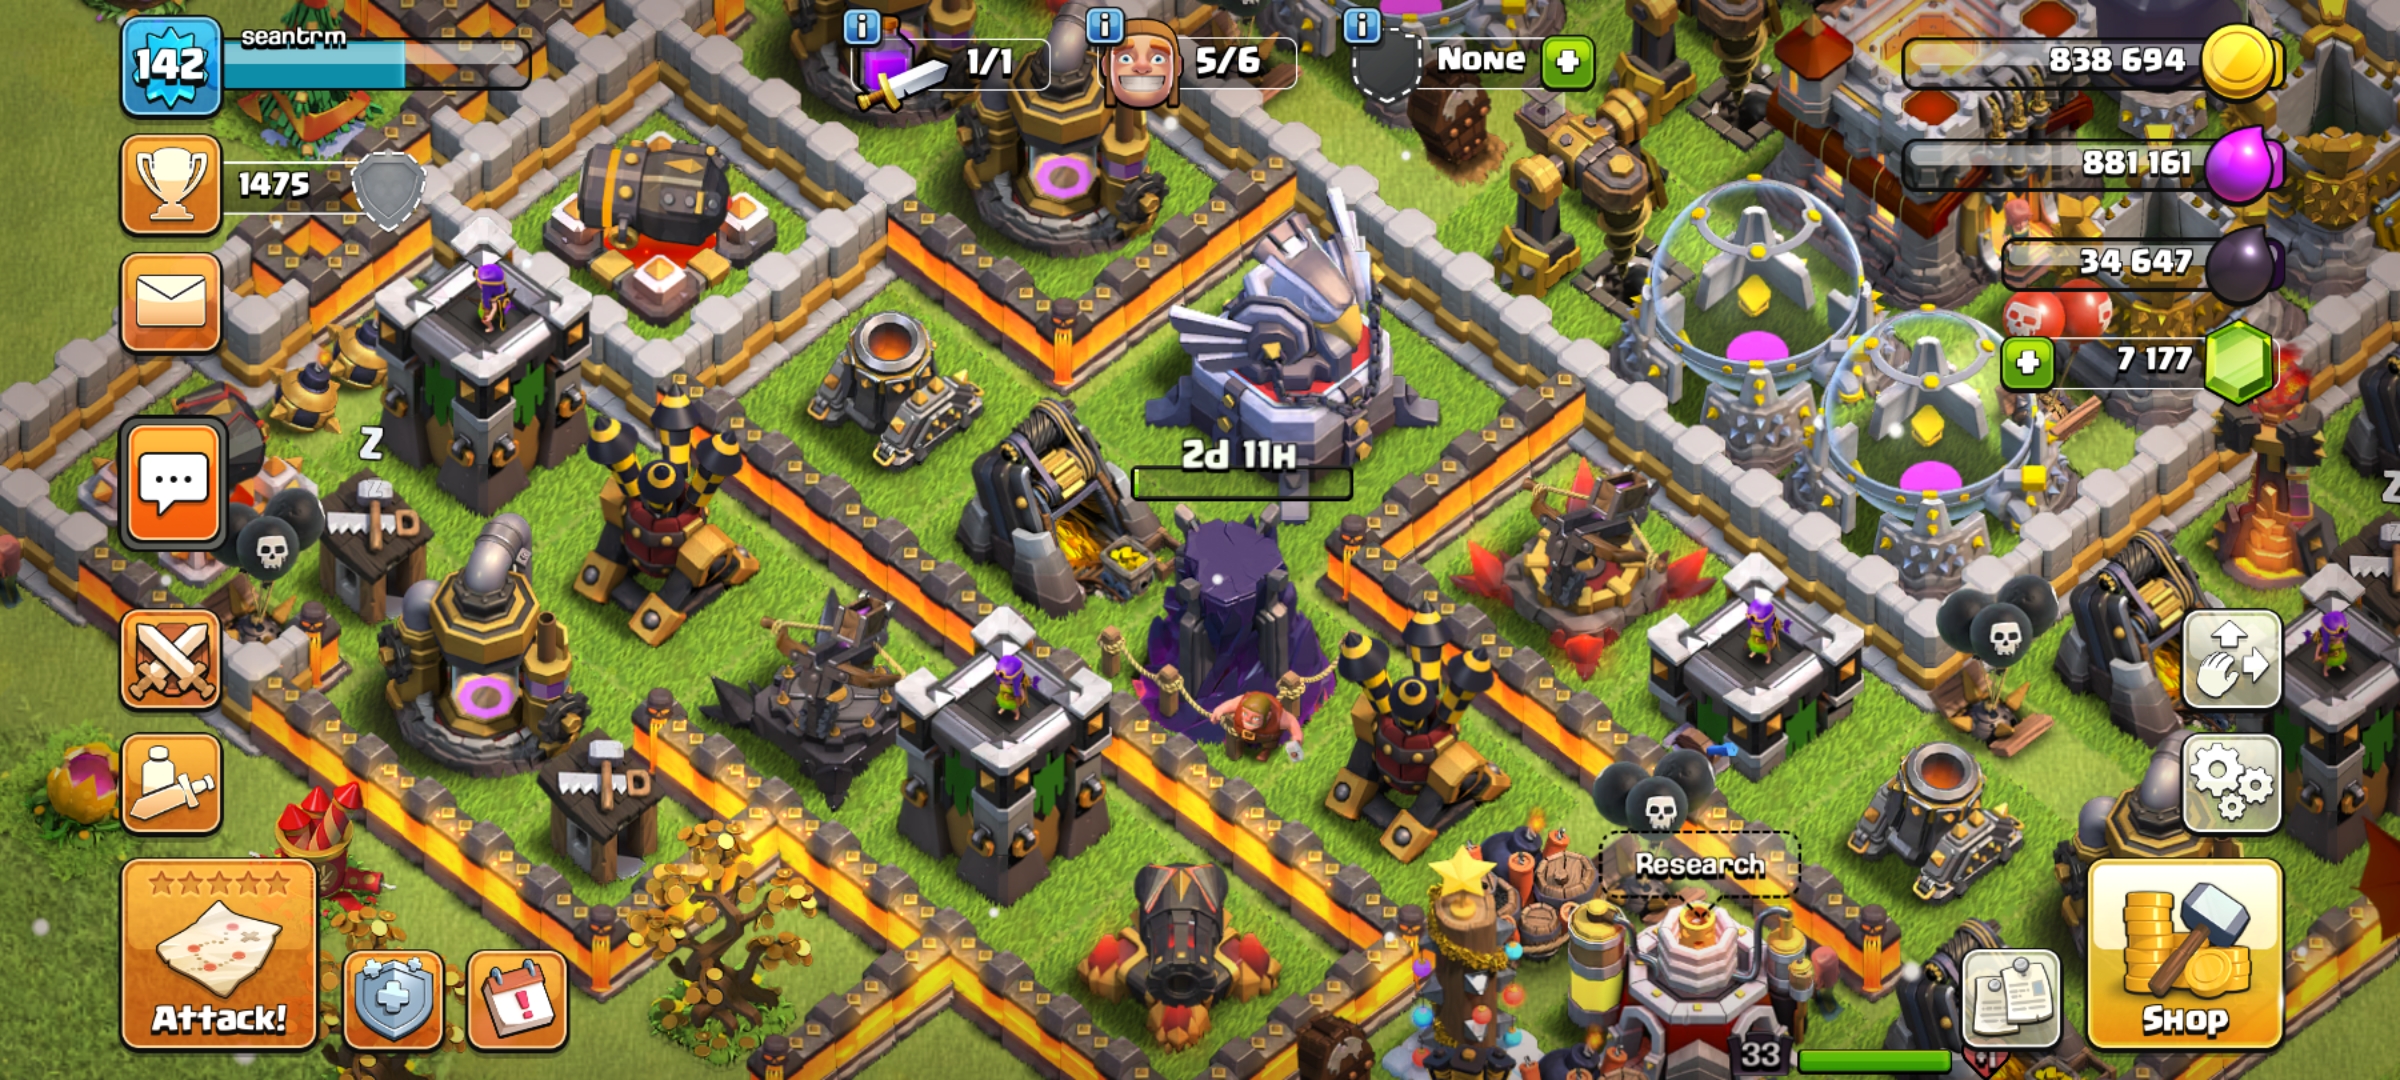 142
seantrm
1/1
5/6
None
838 694
1475
881 161
34 647
7 177
Z
2d 11H
Z
Z
Research
Attack!
Shop
33